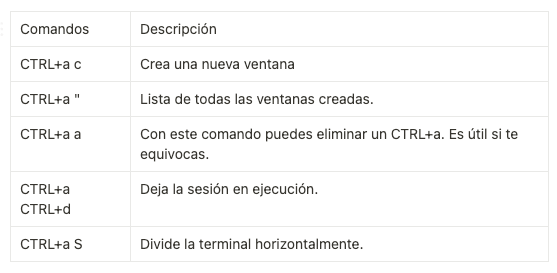 Comandos Descripción
CTRL+a c Crea una nueva ventana
CTRL+a " Lista de todas las ventanas creadas.
CTRL+a a Con este comando puedes eliminar un CTRL+a. Es útil si te
equivocas.
CTRL+a Deja la sesión en ejecución.
CTRL+d
CTRL+a S Divide la terminal horizontalmente.